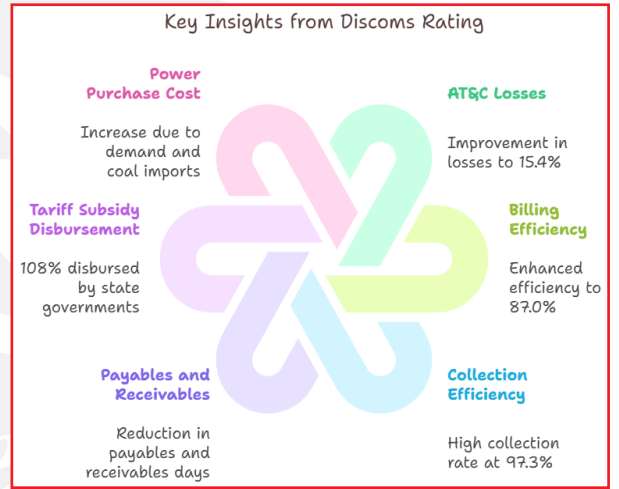 Key Insights from Discoms Rating
Power
Purchase Cost
Increase due to
demand and
coal imports
AT&C Losses
Improvement in
losses to 15.4%
Tariff Subsidy
Disbursement
108% disbursed
by state
governments
Billing
Efficiency
Enhanced
efficiency to
87.0%
Payables and
Receivables
Reduction in
payables and
receivables days
Collection
Efficiency
High collection
rate at 97.3%